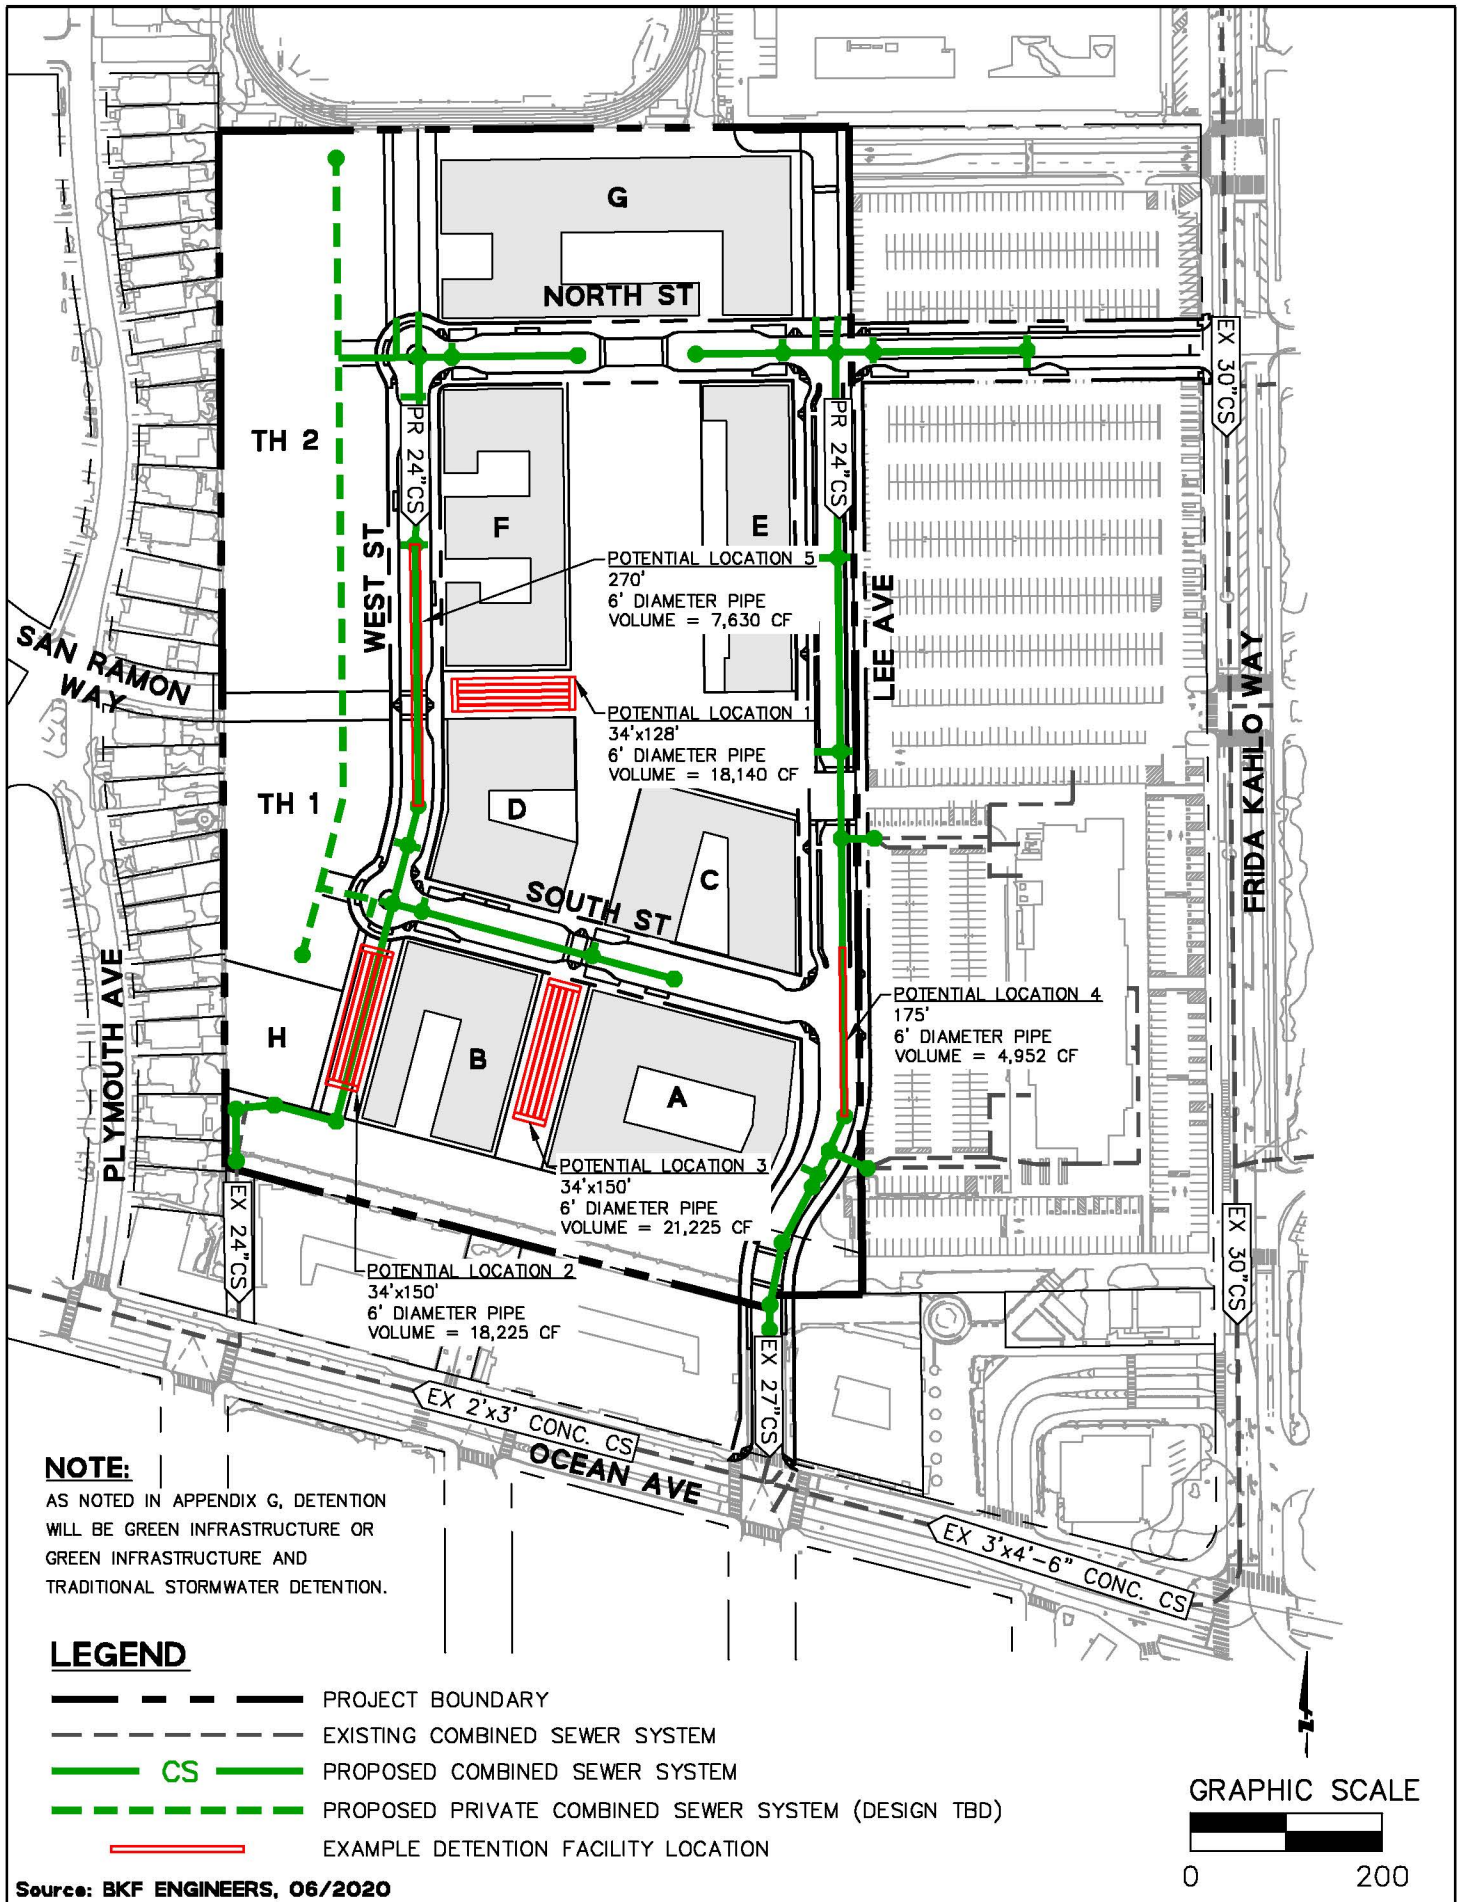 G
NORTH ST
EX 30"CS
TH 2
PR 24"CS
PR 24"CS
F
E
WEST ST
POTENTIAL LOCATION 5
270'
6' DIAMETER PIPE
VOLUME = 7,630 CF
LEE AVE
SAN RAMON
WAY
FRIDA KAHLO WAY
POTENTIAL LOCATION 1
34'x128'
6' DIAMETER PIPE
VOLUME = 18,140 CF
TH 1
D
C
SOUTH ST
PLYMOUTH AVE
H
B
A
POTENTIAL LOCATION 4
175'
6' DIAMETER PIPE
VOLUME = 4,952 CF
POTENTIAL LOCATION 3
34'x150'
6' DIAMETER PIPE
VOLUME = 21,225 CF
EX 24"CS
EX 30"CS
POTENTIAL LOCATION 2
34'x150'
6' DIAMETER PIPE
VOLUME = 18,225 CF
EX 27"CS
EX 2'x3' CONC. CS
OCEAN AVE
EX 3'x4'-6" CONC. CS
NOTE:
AS NOTED IN APPENDIX G, DETENTION
WILL BE GREEN INFRASTRUCTURE OR
GREEN INFRASTRUCTURE AND
TRADITIONAL STORMWATER DETENTION.
LEGEND
PROJECT BOUNDARY
EXISTING COMBINED SEWER SYSTEM
CS PROPOSED COMBINED SEWER SYSTEM
PROPOSED PRIVATE COMBINED SEWER SYSTEM (DESIGN TBD)
EXAMPLE DETENTION FACILITY LOCATION
Z
GRAPHIC SCALE
0 200
Source: BKF ENGINEERS, 06/2020